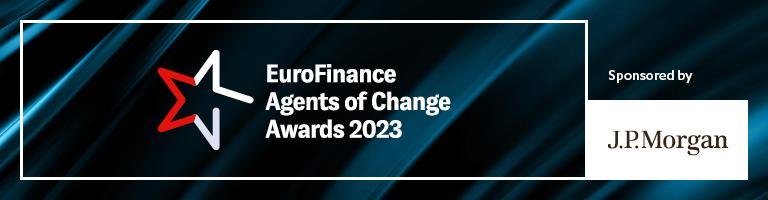 EuroFinance
Agents of Change
Awards 2023
Sponsored by
J.P.Morgan